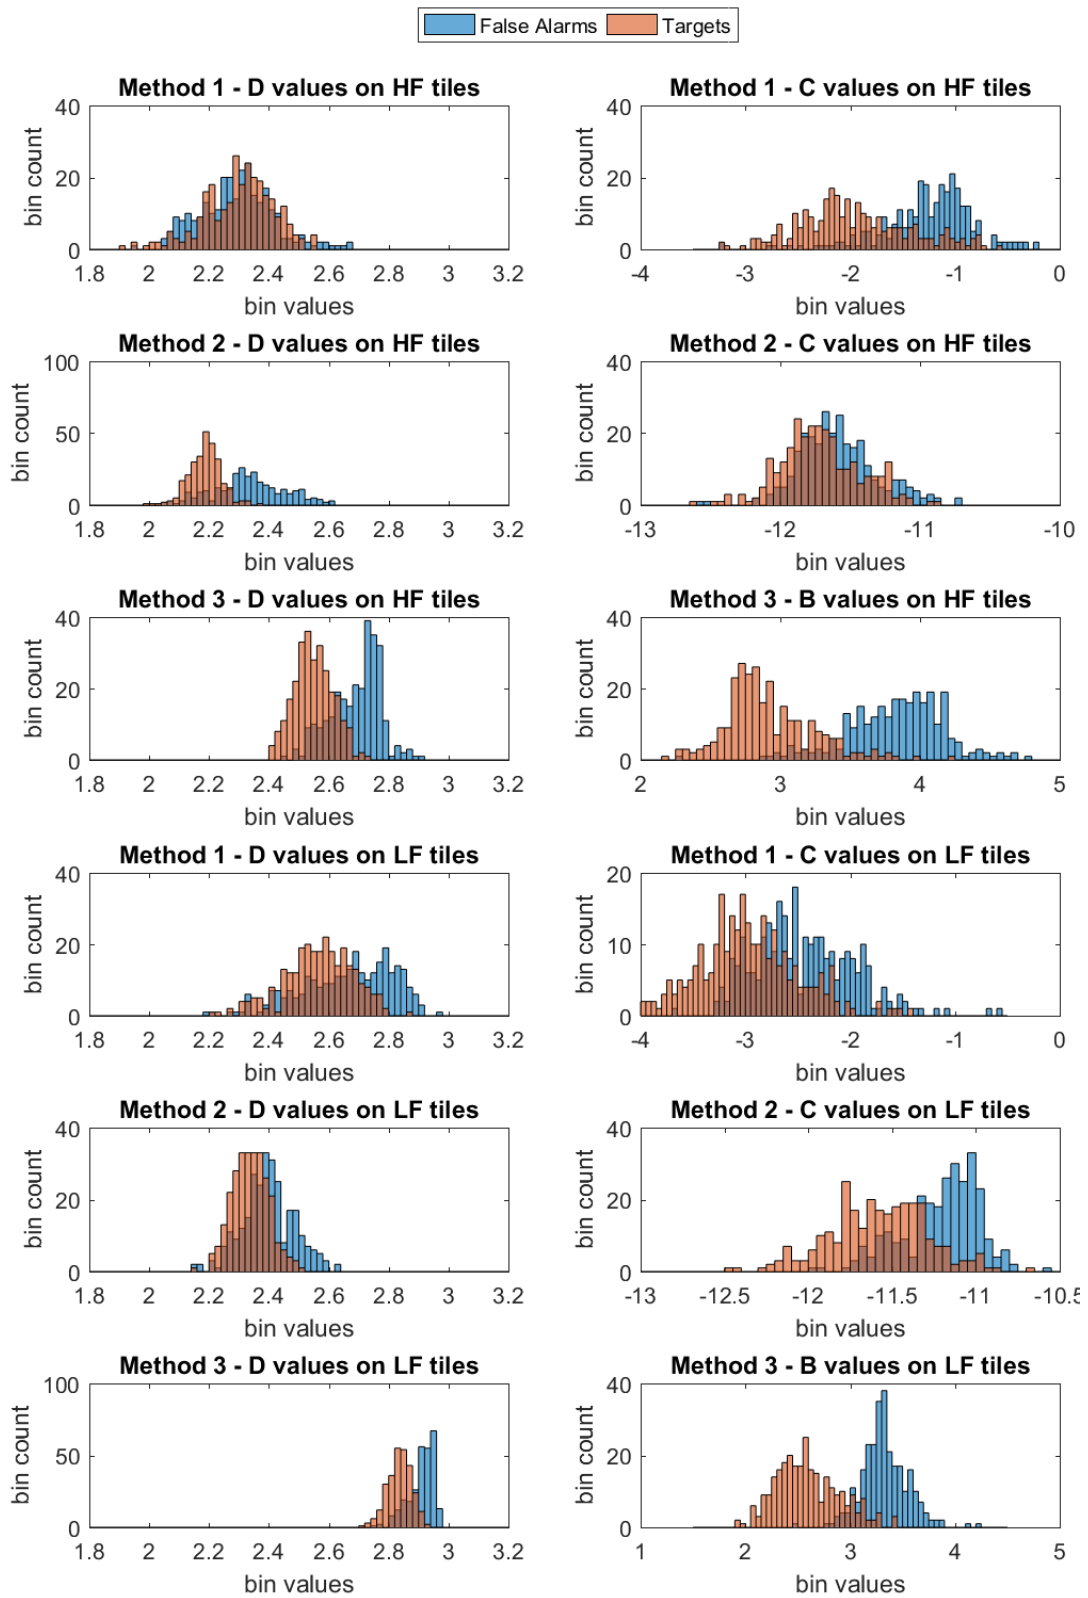 False Alarms Targets
Method 1 - D values on HF tiles
40
20
0
bin count
1.8 2 2.2 2.4 2.6 2.8 3 3.2
bin values
Method 1 - C values on HF tiles
40
20
0
bin count
-4 -3 -2 -1 0
bin values
Method 2 - D values on HF tiles
100
50
0
bin count
1.8 2 2.2 2.4 2.6 2.8 3 3.2
bin values
Method 2 - C values on HF tiles
40
20
0
bin count
-13 -12 -11 -10
bin values
Method 3 - D values on HF tiles
40
20
0
bin count
1.8 2 2.2 2.4 2.6 2.8 3 3.2
bin values
Method 3 - B values on HF tiles
40
20
0
bin count
2 3 4 5
bin values
Method 1 - D values on LF tiles
40
20
0
bin count
1.8 2 2.2 2.4 2.6 2.8 3 3.2
bin values
Method 1 - C values on LF tiles
20
10
0
bin count
-4 -3 -2 -1 0
bin values
Method 2 - D values on LF tiles
40
20
0
bin count
1.8 2 2.2 2.4 2.6 2.8 3 3.2
bin values
Method 2 - C values on LF tiles
40
20
0
bin count
-13 -12.5 -12 -11.5 -11 -10.5
bin values
Method 3 - D values on LF tiles
100
50
0
bin count
1.8 2 2.2 2.4 2.6 2.8 3 3.2
bin values
Method 3 - B values on LF tiles
40
20
0
bin count
1 2 3 4 5
bin values